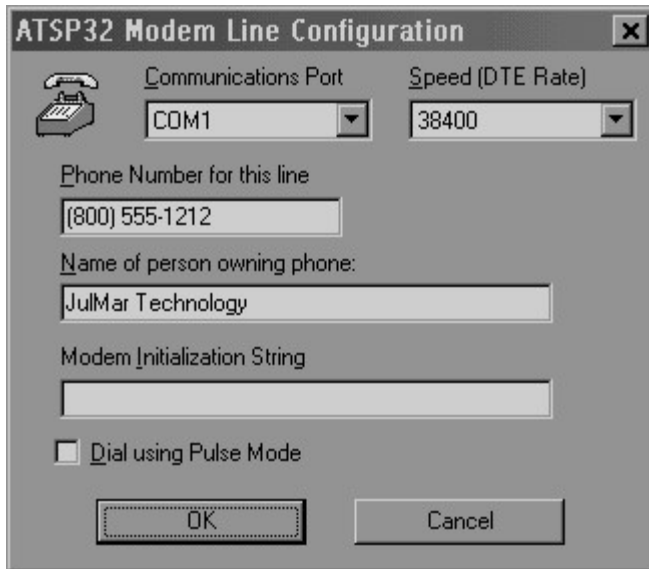 ATSP32 Modem Line Configuration
Communications Port
Speed (DTE Rate)
COM1
38400
Phone Number for this line
(800) 555-1212
Name of person owning phone:
JulMar Technology
Modem Initialization String
Dial using Pulse Mode
OK
Cancel